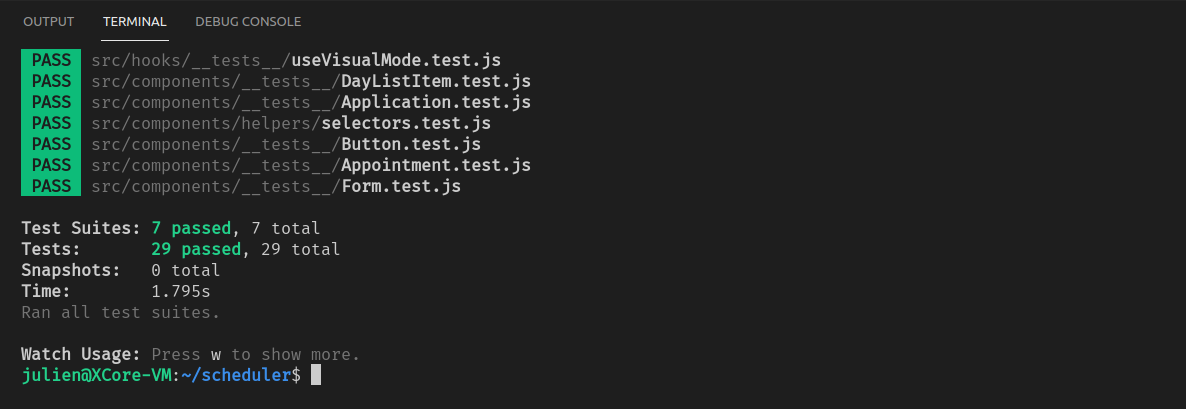 OUTPUT TERMINAL DEBUG CONSOLE
PASS src/hooks/__tests__/useVisualMode.test.js
PASS src/components/__tests__/DayListItem.test.js
PASS src/components/__tests__/Application.test.js
PASS src/components/helpers/selectors.test.js
PASS src/components/__tests__/Button.test.js
PASS src/components/__tests__/Appointment.test.js
PASS src/components/__tests__/Form.test.js
Test Suites: 7 passed, 7 total
Tests: 29 passed, 29 total
Snapshots: 0 total
Time: 1.795s
Ran all test suites.
Watch Usage: Press w to show more.
julien@XCore-VM:~/scheduler$